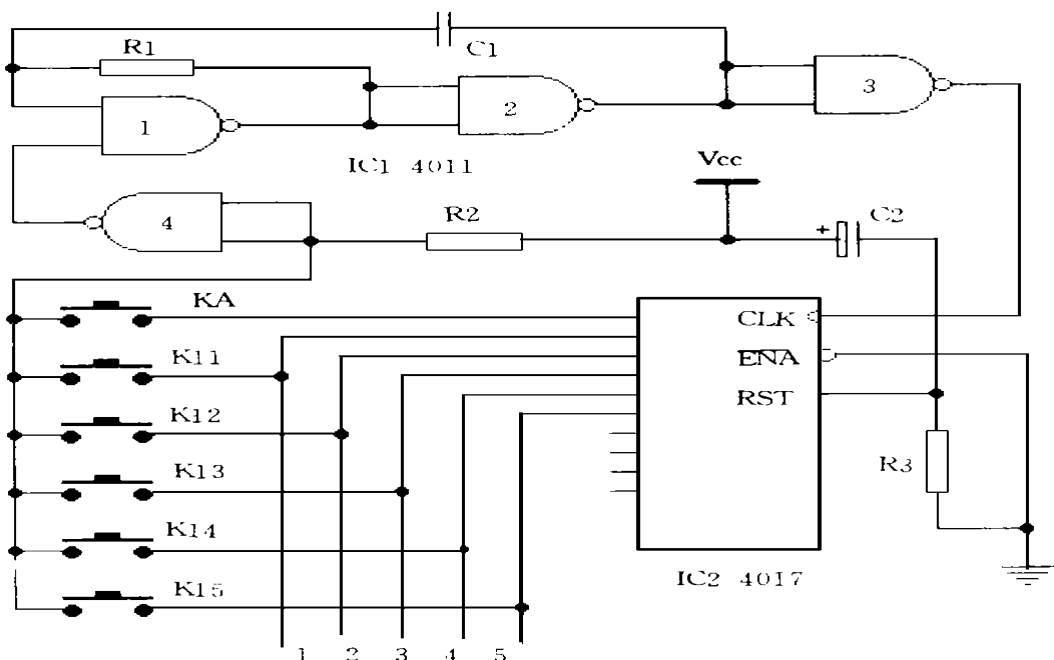 C1
R1
1
2
3
IC1 4011
Vcc
4
R2
+
C2
KA
CLK
K11
ENA
K12
RST
K13
R3
K14
IC2 4017
K15
1 2 3 4 5